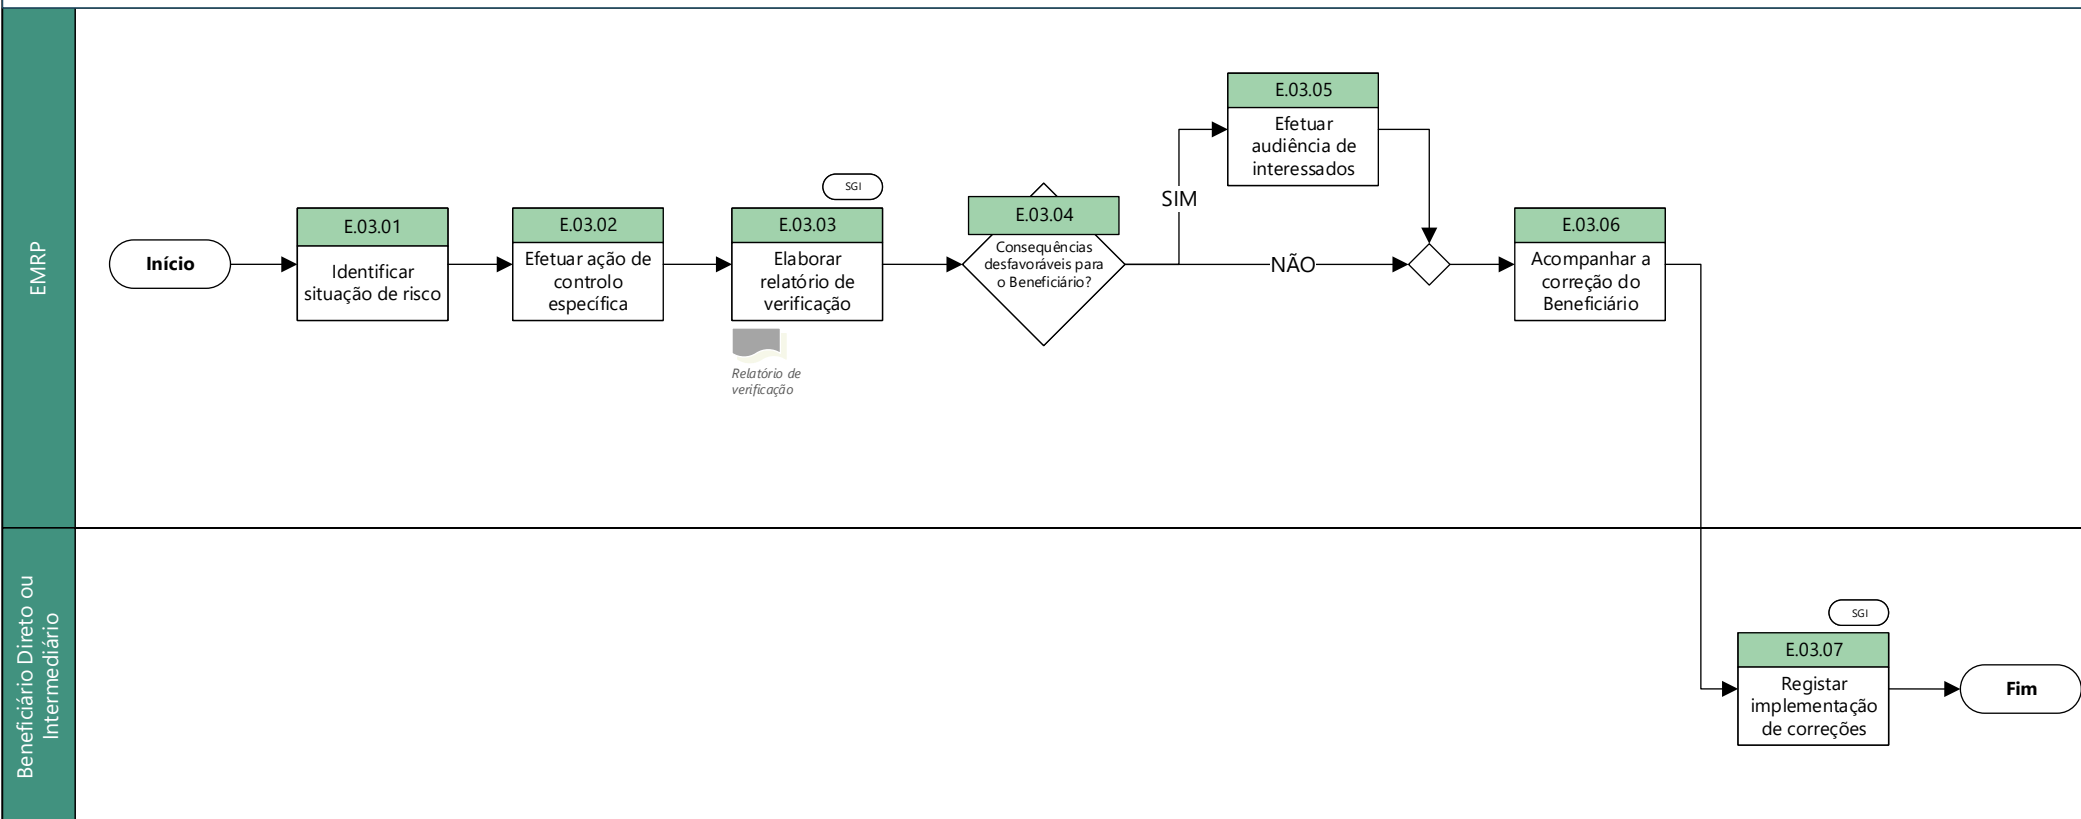 EMRP
Início
E.03.01
Identificar
situação de risco
E.03.02
Efetuar ação de
controlo
específica
SGI
E.03.03
Elaborar
relatório de
verificação
Relatório de
verificação
E.03.04
Consequências
desfavoráveis para
o Beneficiário?
SIM
NÃO
E.03.05
Efetuar
audiência de
interessados
E.03.06
Acompanhar a
correção do
Beneficiário
Beneficiário Direto ou
Intermediário
SGI
E.03.07
Registar
implementação
de correções
Fim